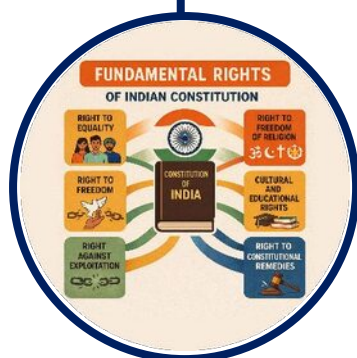 FUNDAMENTAL RIGHTS
OF INDIAN CONSTITUTION
RIGHT TO
EQUALITY
RIGHT TO
FREEDOM
RIGHT
AGAINST
EXPLOITATION
CONSTITUTION
OF
INDIA
RIGHT TO
FREEDOM
OF RELIGION
CULTURAL
AND
EDUCATIONAL
RIGHTS
RIGHT TO
CONSTITUTIONAL
REMEDIES